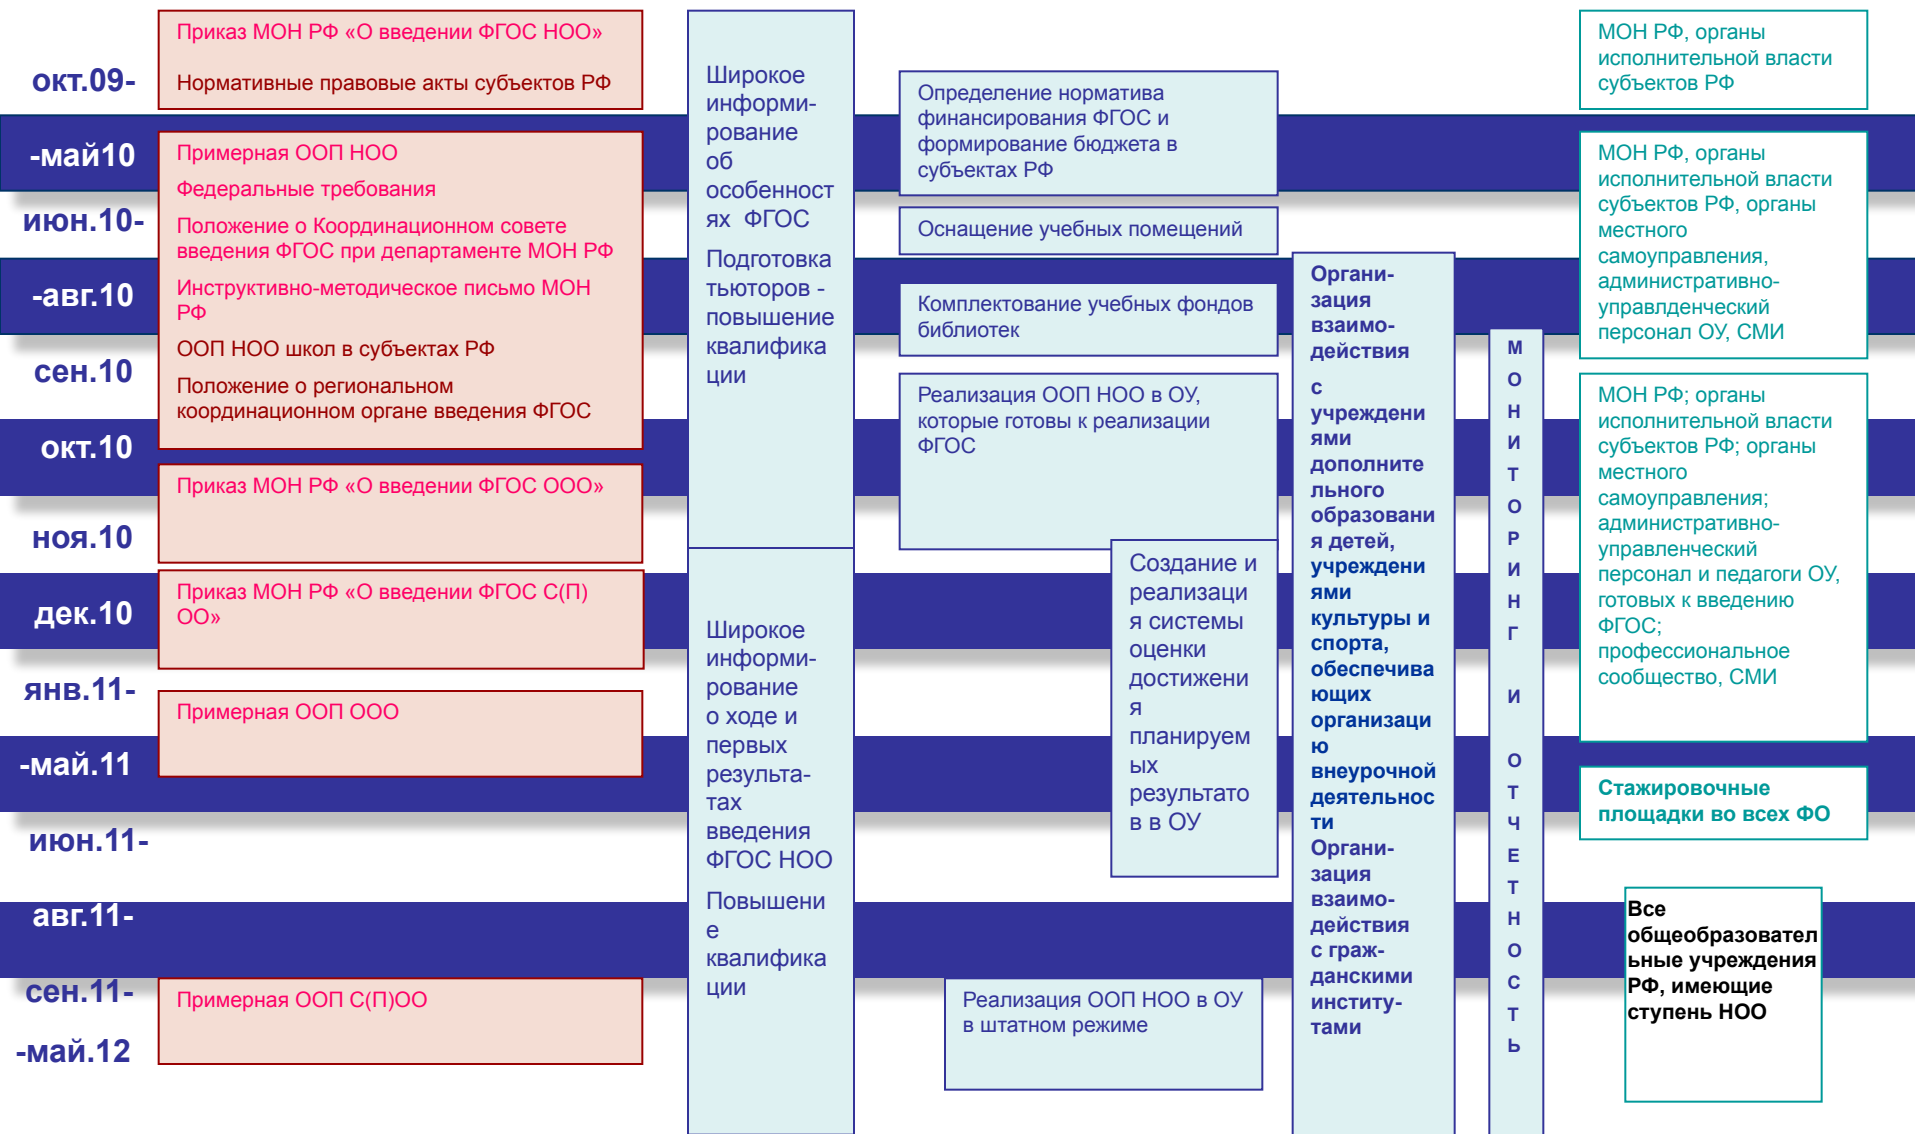 окт.09-
-май10
июн.10-
-авг.10
сен.10
окт.10
ноя.10
дек.10
янв.11-
-май.11
июн.11-
авг.11-
сен.11-
-май.12
Приказ МОН РФ «О введении ФГОС НОО»
Нормативные правовые акты субъектов РФ
Примерная ООП НОО
Федеральные требования
Положение о Координационном совете
введения ФГОС при департаменте МОН РФ
Инструктивно-методическое письмо МОН
РФ
ООП НОО школ в субъектах РФ
Положение о региональном
координационном органе введения ФГОС
Приказ МОН РФ «О введении ФГОС ООО»
Приказ МОН РФ «О введении ФГОС С(П)
ОО»
Примерная ООП ООО
Примерная ООП С(П)ОО
Широкое
информи-
рование
об
особенност
ях ФГОС
Подготовка
тьюторов -
повышение
квалифика
ции
Широкое
информи-
рование
о ходе и
первых
результа-
тах
введения
ФГОС НОО
Повышени
е
квалифика
ции
Определение норматива
финансирования ФГОС и
формирование бюджета в
субъектах РФ
Оснащение учебных помещений
Комплектование учебных фондов
библиотек
Реализация ООП НОО в ОУ,
которые готовы к реализации
ФГОС
Создание и
реализаци
я системы
оценки
достижени
я
планируем
ых
результато
в в ОУ
Реализация ООП НОО в ОУ
в штатном режиме
Органи-
зация
взаимо-
действия
с
учреждени
ями
дополните
льного
образовани
я детей,
учреждени
ями
культуры и
спорта,
обеспечива
ющих
организаци
ю
внеурочной
деятельнос
ти
Органи-
зация
взаимо-
действия
с граж-
данскими
институ-
тами
М
О
Н
И
Т
О
Р
И
Н
Г
И
О
Т
Ч
Е
Т
Н
О
С
Т
Ь
МОН РФ, органы
исполнительной власти
субъектов РФ
МОН РФ, органы
исполнительной власти
субъектов РФ, органы
местного
самоуправления,
административно-
управлденческий
персонал ОУ, СМИ
МОН РФ; органы
исполнительной власти
субъектов РФ; органы
местного
самоуправления;
административно-
управленческий
персонал и педагоги ОУ,
готовых к введению
ФГОС;
профессиональное
сообщество, СМИ
Стажировочные
площадки во всех ФО
Все
общеобразовател
ьные учреждения
РФ, имеющие
ступень НОО